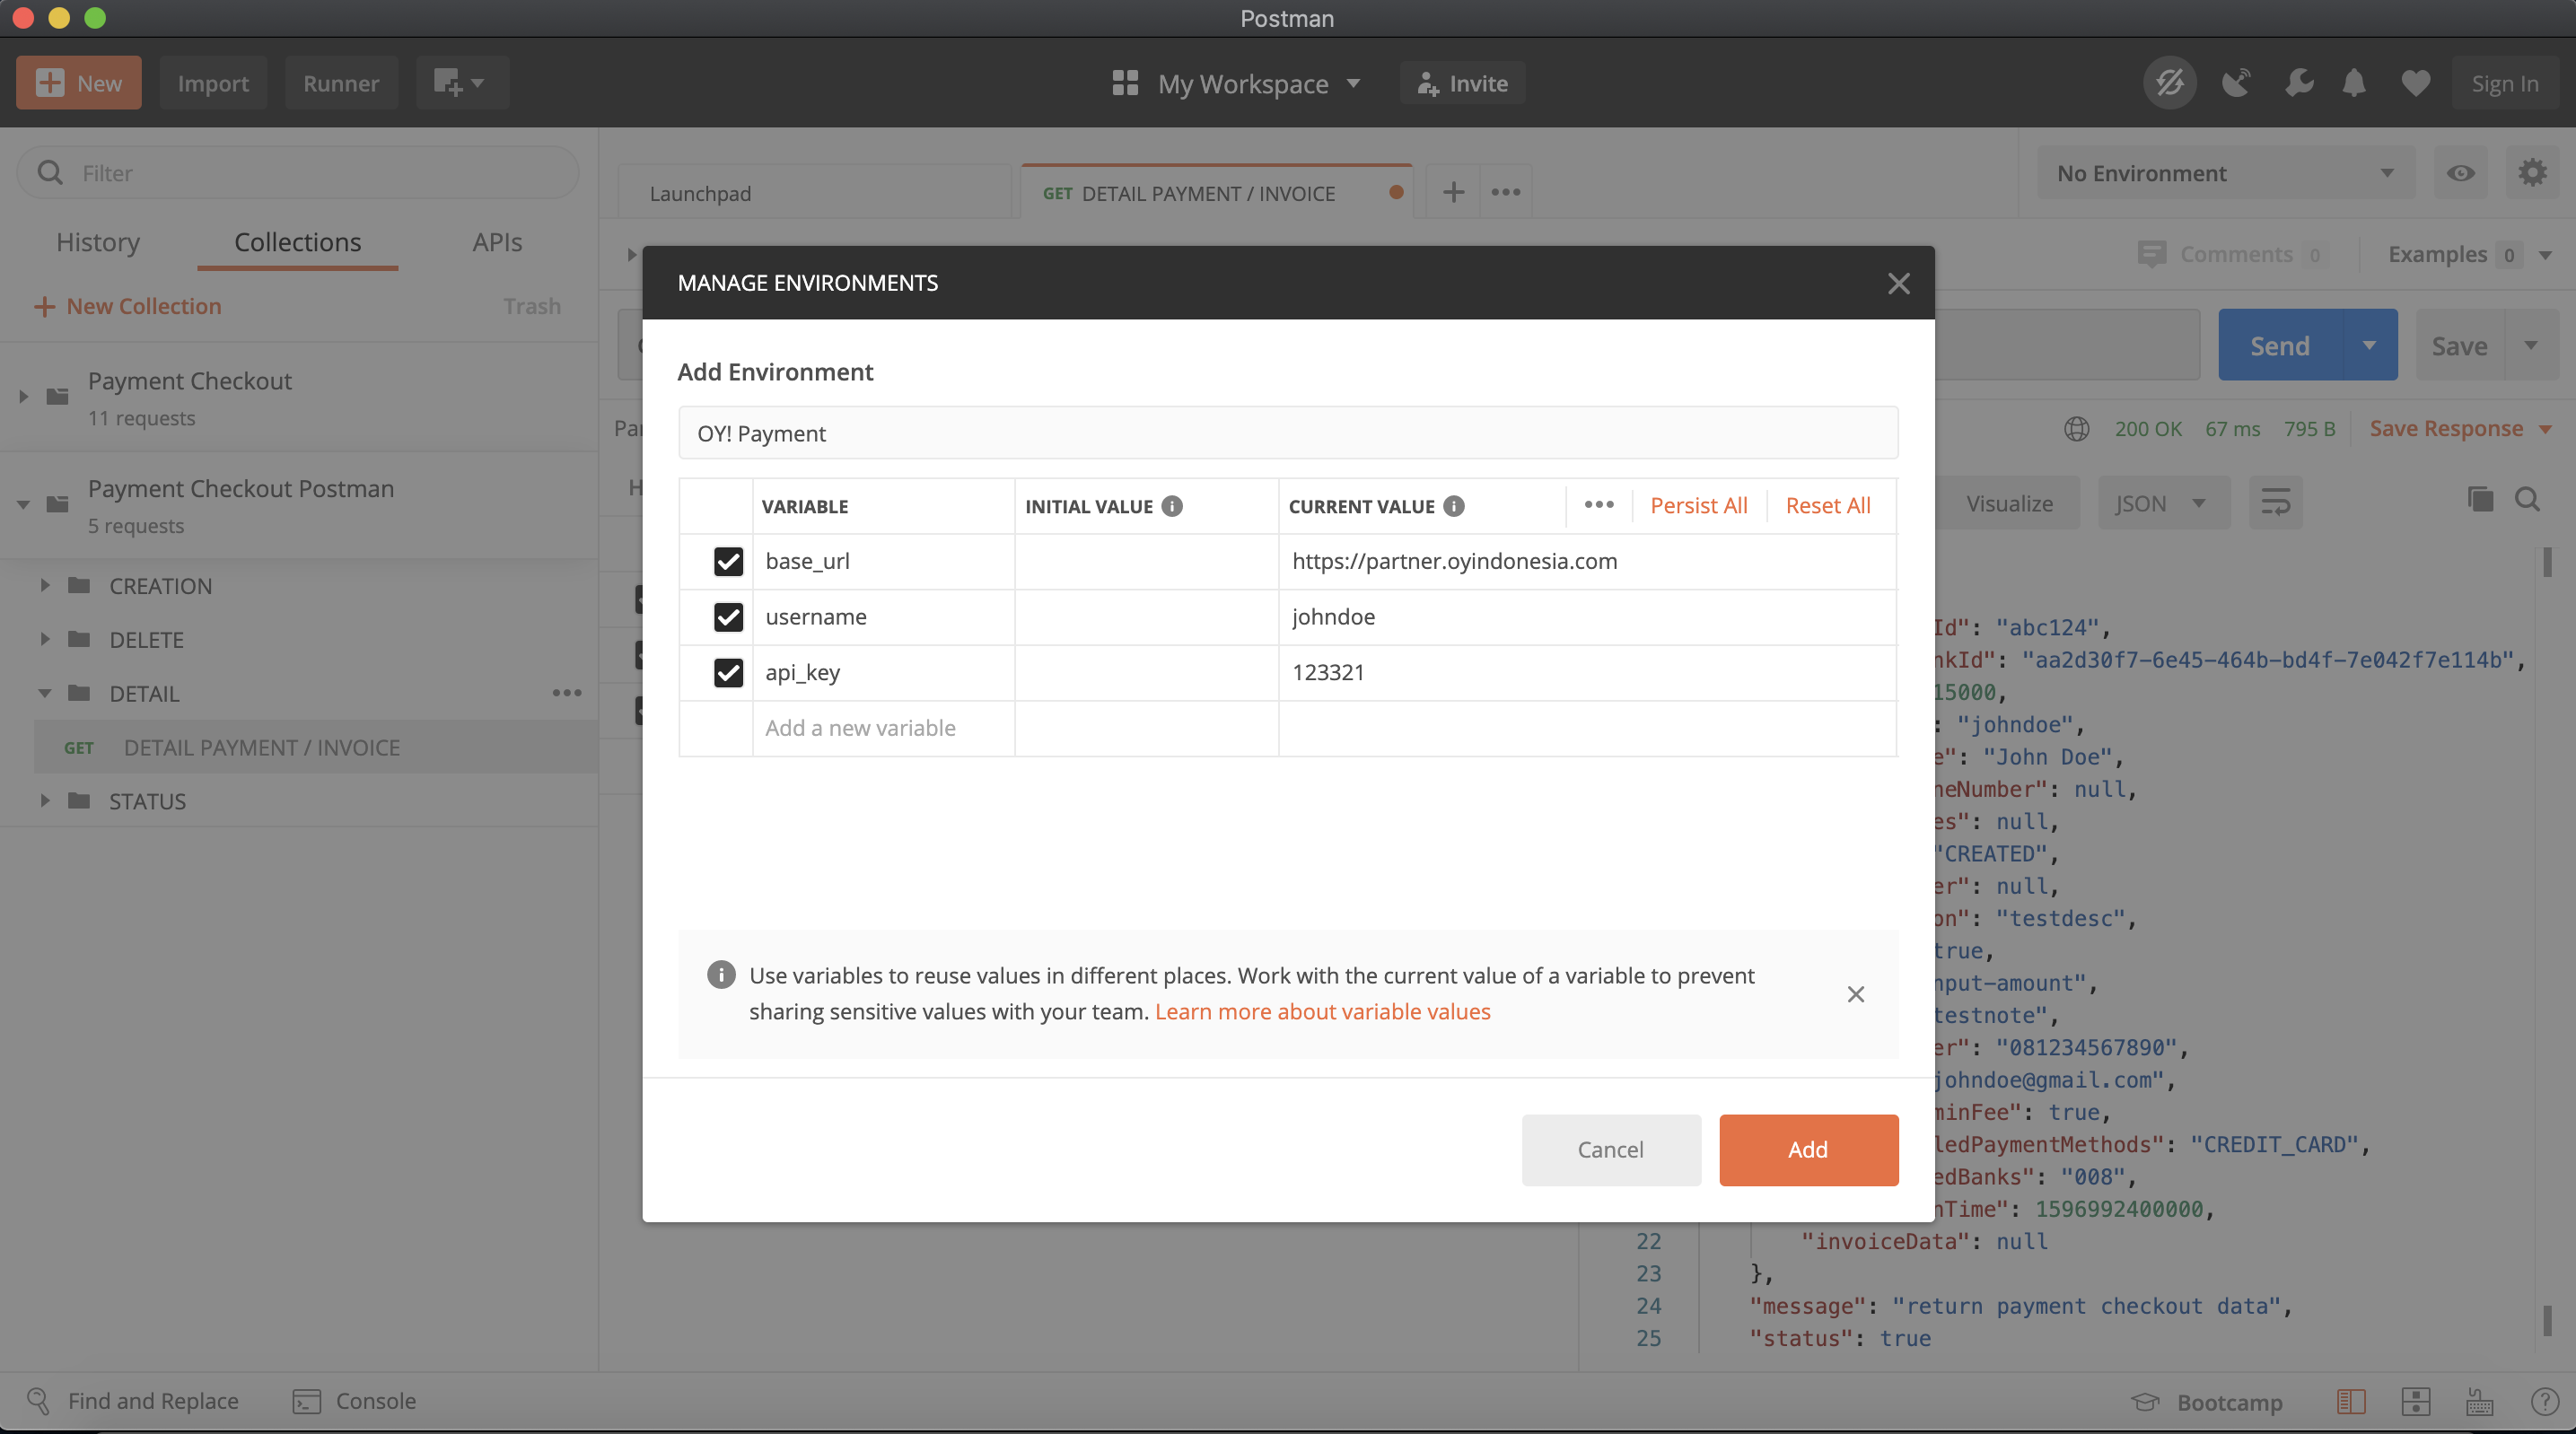 Postman
New
Import
Runner
My Workspace
Invite
Sign In
Filter
History
Collections
APIs
New Collection
Trash
Payment Checkout
11 requests
Payment Checkout Postman
5 requests
CREATION
DELETE
DETAIL
GET DETAIL PAYMENT / INVOICE
STATUS
Launchpad
GET DETAIL PAYMENT / INVOICE
No Environment
Comments 0
Examples 0
Send
Save
200 OK 67 ms 795 B
Save Response
Visualize
JSON
MANAGE ENVIRONMENTS
Add Environment
OY! Payment
VARIABLE INITIAL VALUE CURRENT VALUE Persist All Reset All
base_url https://partner.oyindonesia.com
username johndoe
api_key 123321
Add a new variable
Use variables to reuse values in different places. Work with the current value of a variable to prevent
sharing sensitive values with your team. Learn more about variable values
Cancel
Add
Id": "abc124",
nkId": "aa2d30f7-6e45-464b-bd4f-7e042f7e114b",
15000,
: "johndoe",
e": "John Doe",
neNumber": null,
es": null,
"CREATED",
er": null,
on": "testdesc",
true,
nput-amount",
testnote",
er": "081234567890",
johndoe@gmail.com",
minFee": true,
ledPaymentMethods": "CREDIT_CARD",
edBanks": "008",
nTime": 1596992400000,
22 "invoiceData": null
23 },
24 "message": "return payment checkout data",
25 "status": true
Find and Replace
Console
Bootcamp